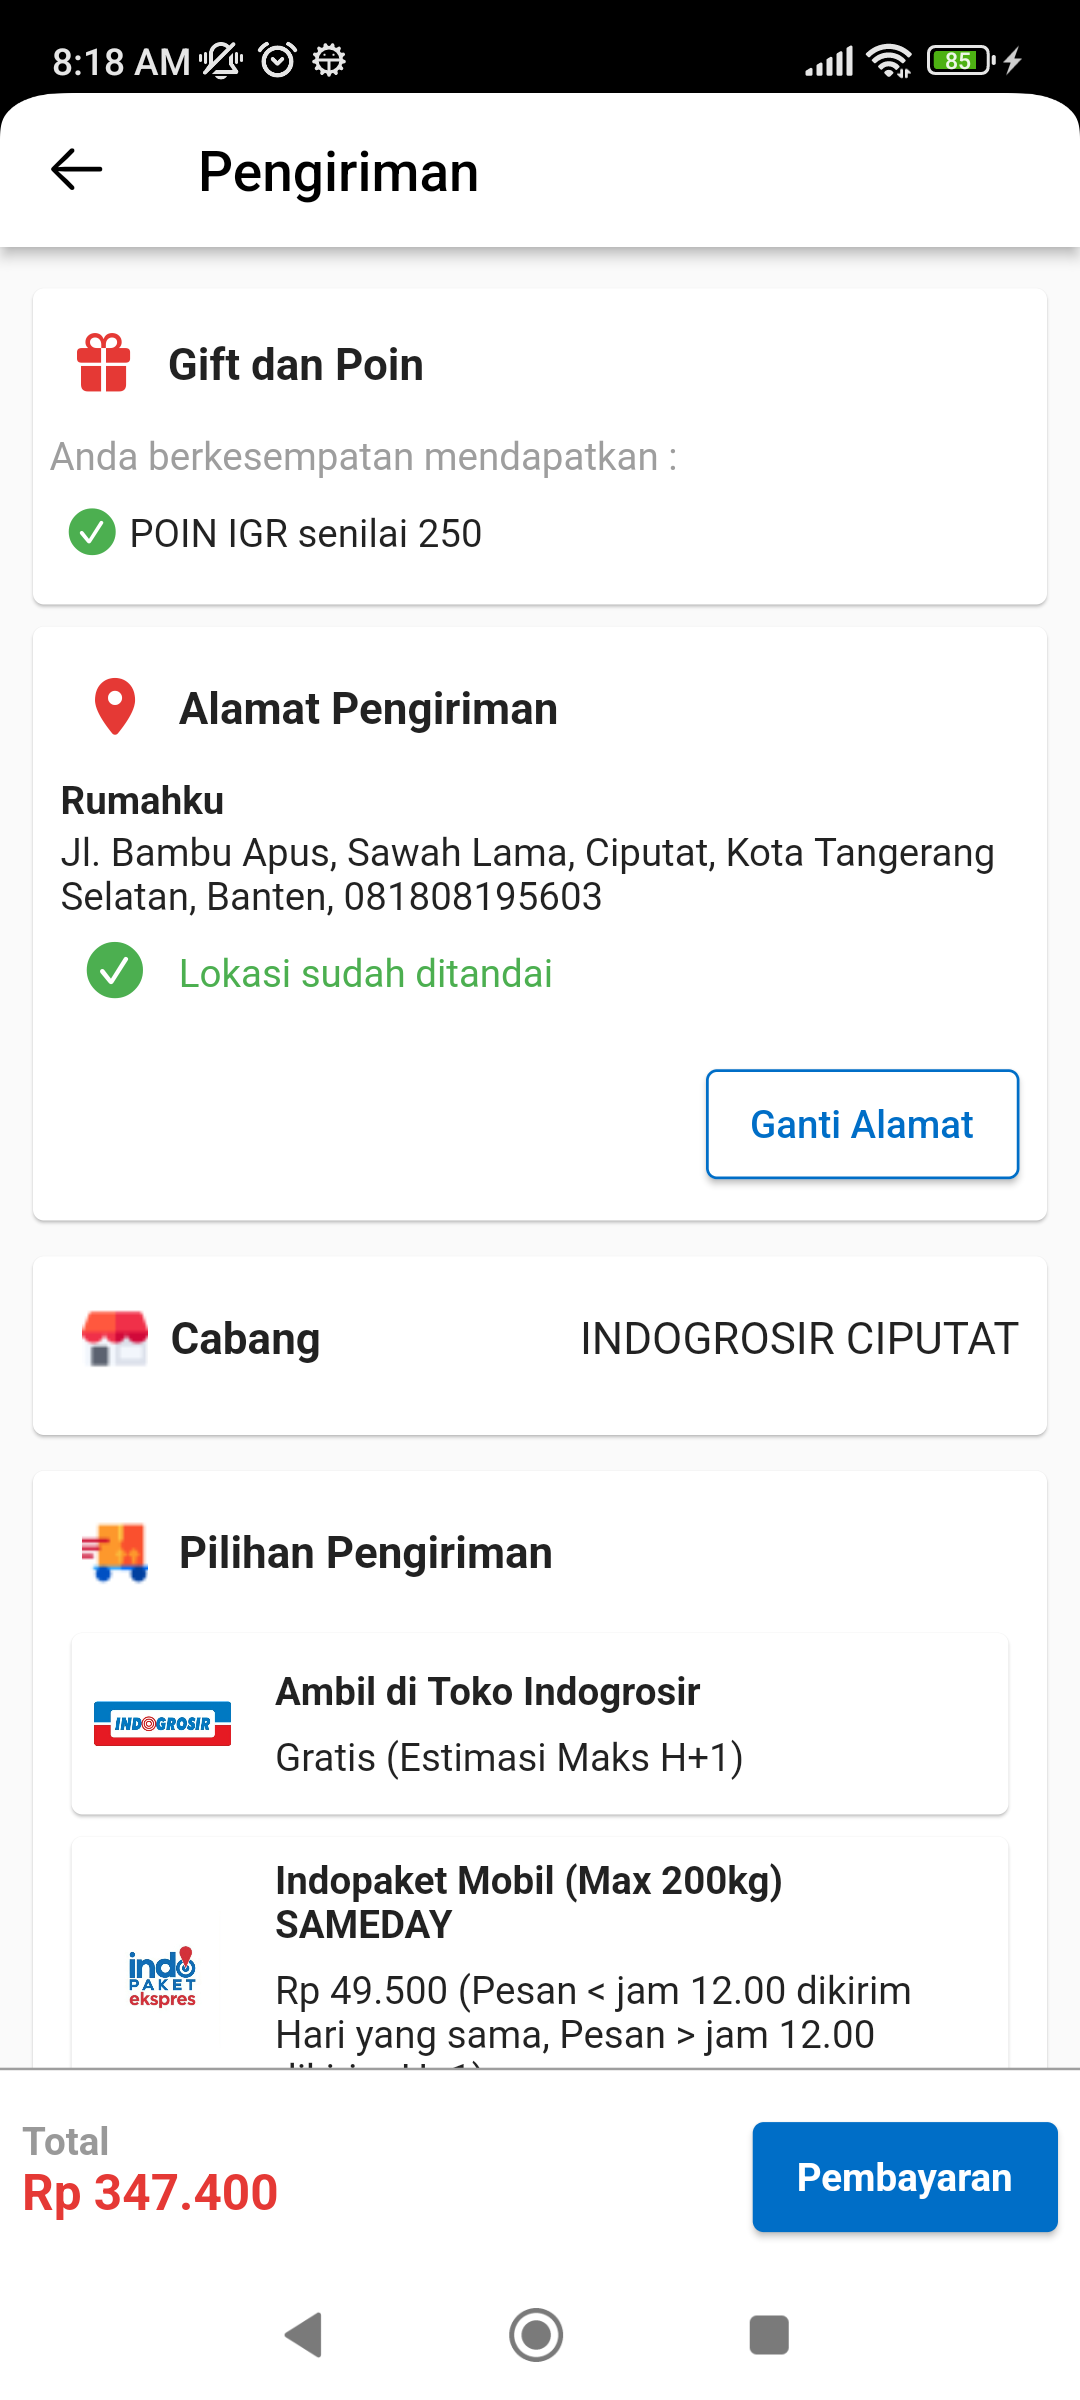 8:18 AM
85
Pengiriman
Gift dan Poin
Anda berkesempatan mendapatkan :
POIN IGR senilai 250
Alamat Pengiriman
Rumahku
Jl. Bambu Apus, Sawah Lama, Ciputat, Kota Tangerang
Selatan, Banten, 081808195603
Lokasi sudah ditandai
Ganti Alamat
Cabang
INDOGROSIR CIPUTAT
Pilihan Pengiriman
INDOGROSIR
Ambil di Toko Indogrosir
Gratis (Estimasi Maks H+1)
indo
PAKET
ekspres
Indopaket Mobil (Max 200kg)
SAMEDAY
Rp 49.500 (Pesan < jam 12.00 dikirim
Hari yang sama, Pesan > jam 12.00
Total
Rp 347.400
Pembayaran